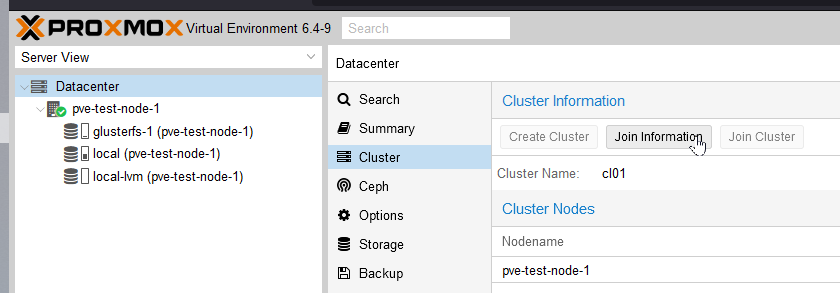 PROXMOX Virtual Environment 6.4-9 Search
Server View
Datacenter
pve-test-node-1
glusterfs-1 (pve-test-node-1)
local (pve-test-node-1)
local-lvm (pve-test-node-1)
Datacenter
Search
Summary
Cluster
Ceph
Options
Storage
Backup
Cluster Information
Create Cluster Join Information Join Cluster
Cluster Name: cl01
Cluster Nodes
Nodename
pve-test-node-1